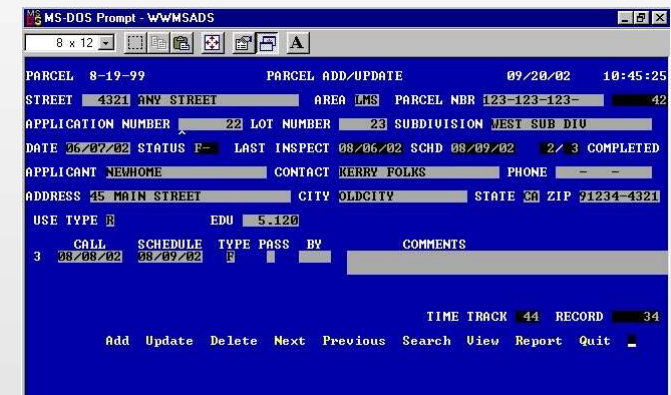 MS-DOS Prompt - WWMSADS
8 x 12 A
PARCEL 8-19-99 PARCEL ADD/UPDATE 09/20/02 10:45:25
STREET 4321 ANY STREET AREA LMS PARCEL NBR 123-123-123- 42
APPLICATION NUMBER 22 LOT NUMBER 23 SUBDIVISION WEST SUB DIV
DATE 06/07/02 STATUS F- LAST INSPECT 08/06/02 SCHD 08/09/02 2/ 3 COMPLETED
APPLICANT NEWHOME CONTACT KERRY FOLKS PHONE - -
ADDRESS 45 MAIN STREET CITY OLDCITY STATE CA ZIP 91234-4321
USE TYPE R EDU 5.120
CALL SCHEDULE TYPE PASS BY COMMENTS
3 08/08/02 08/09/02 F
TIME TRACK 44 RECORD 34
Add Update Delete Next Previous Search View Report Quit